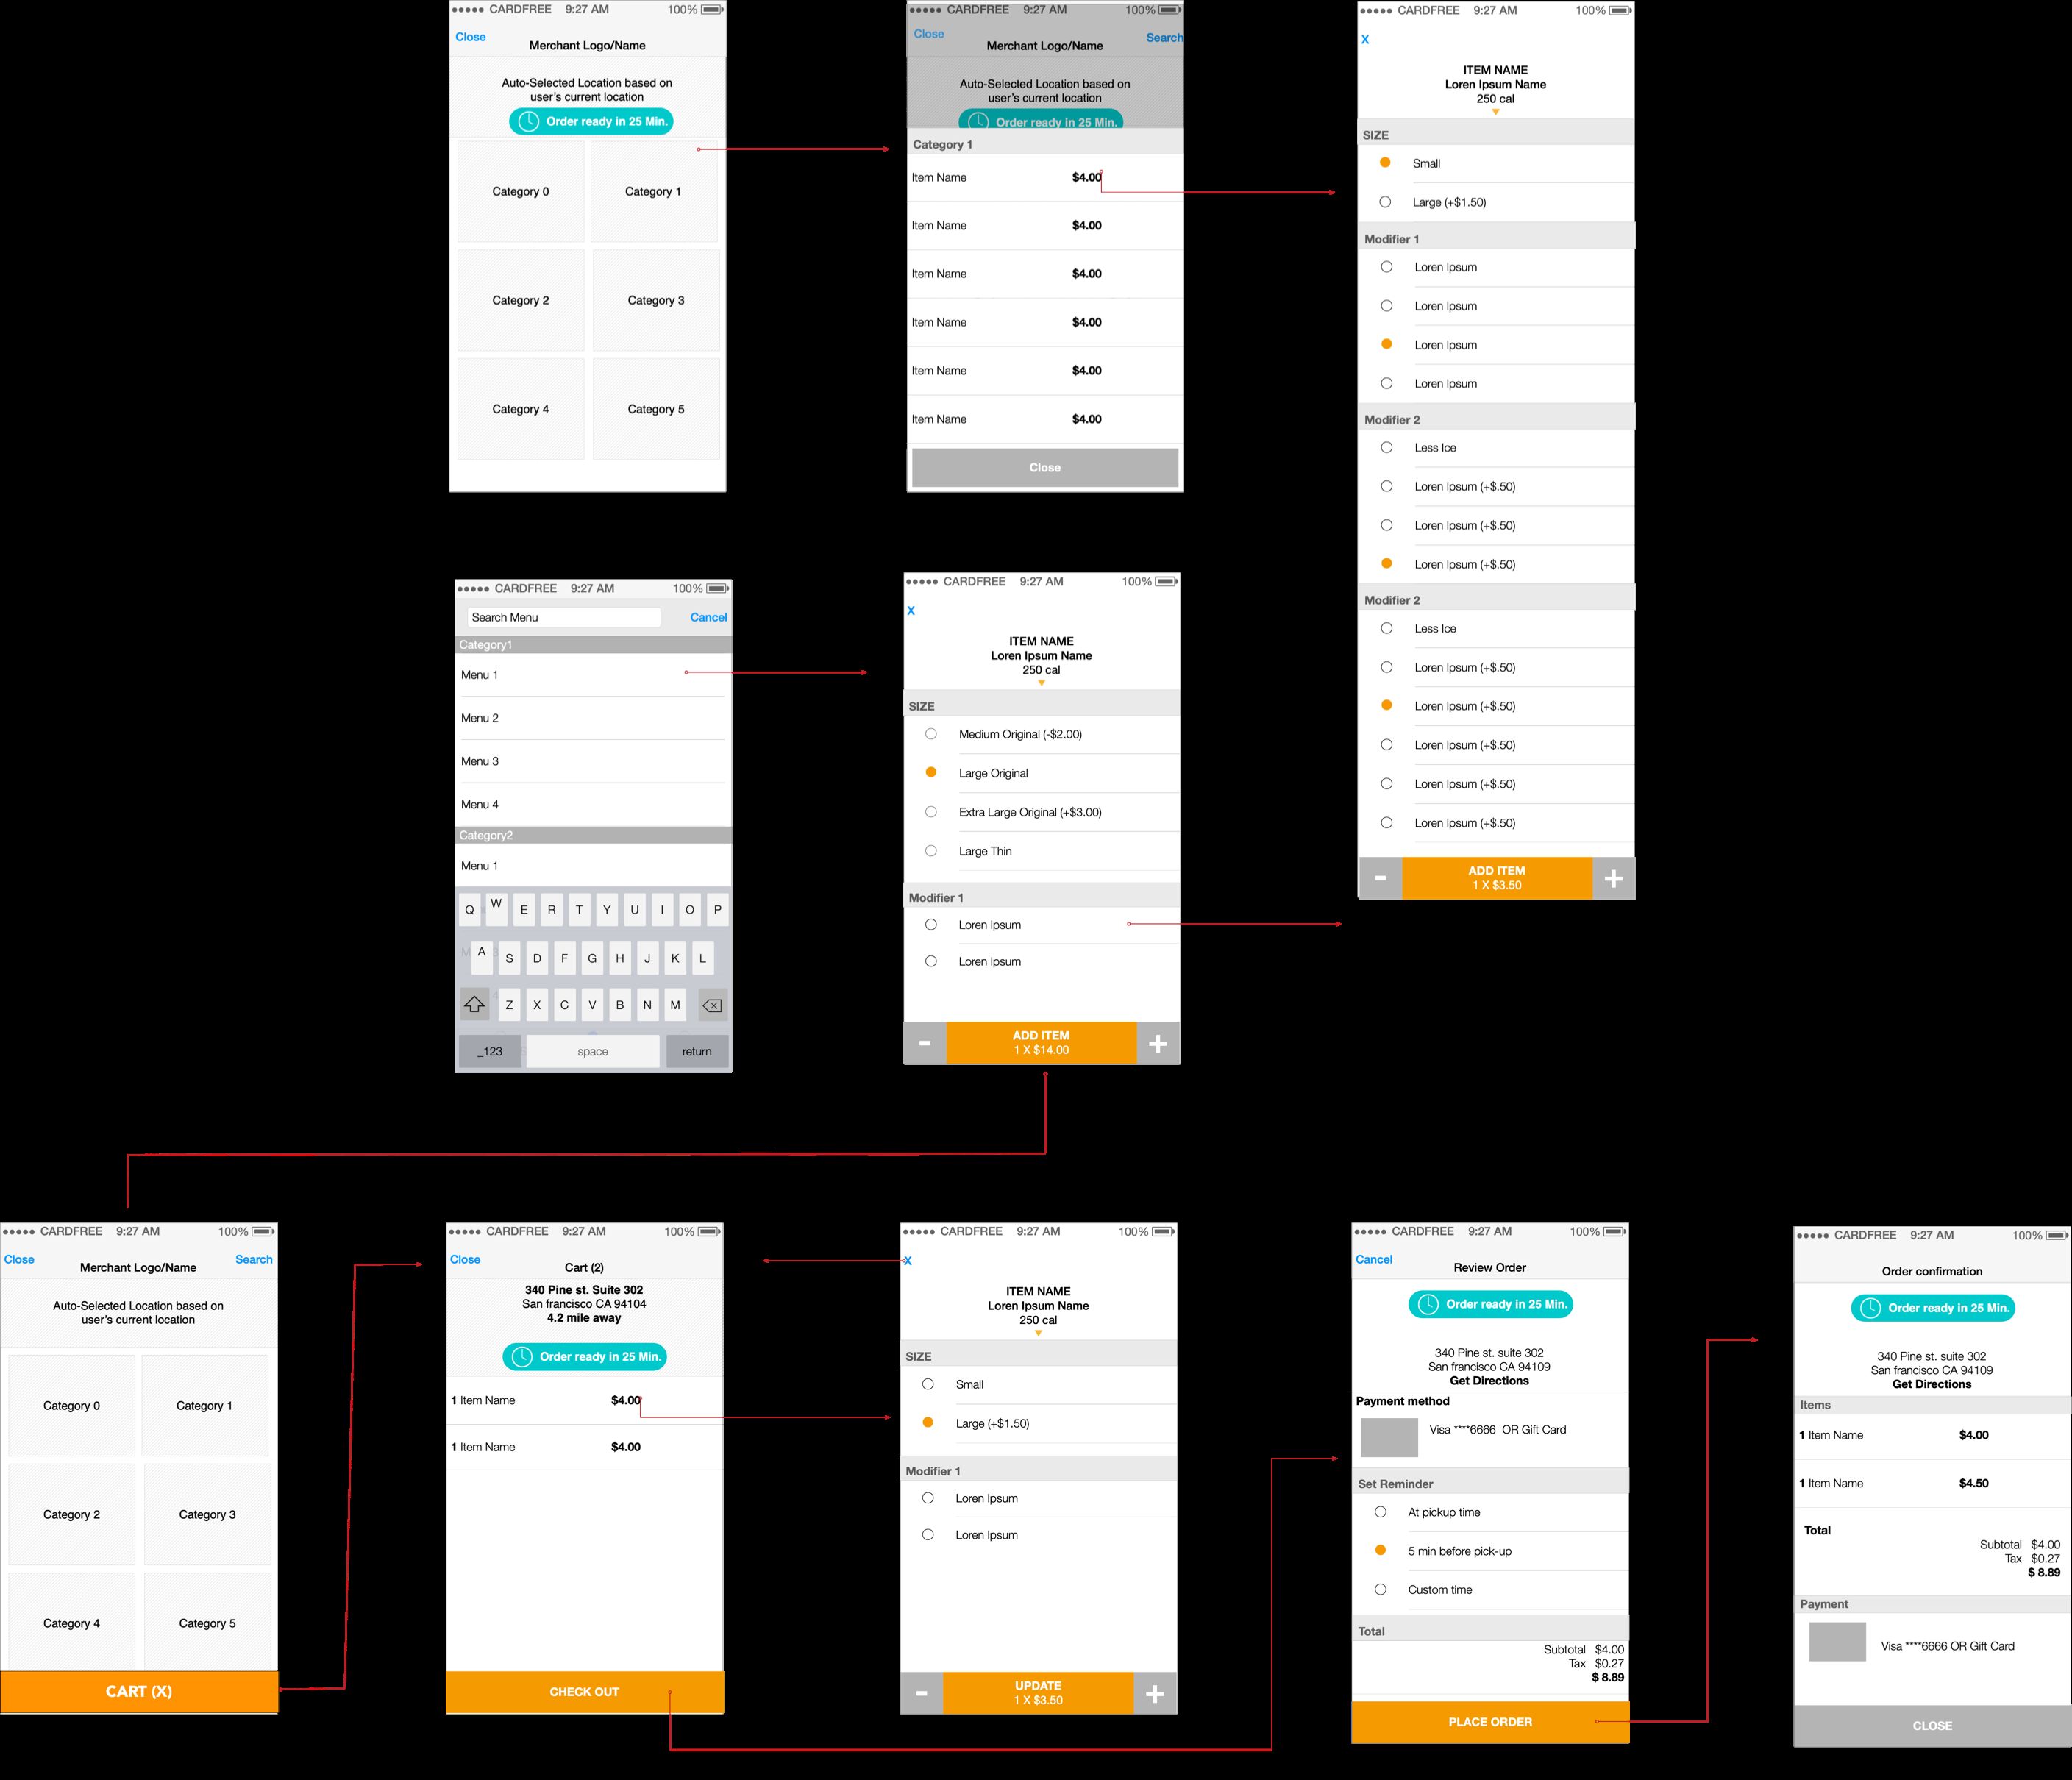 CARDFREE 9:27 AM 100%
Close
Merchant Logo/Name
Auto-Selected Location based on
user's current location
Order ready in 25 Min.
Category 0 Category 1
Category 2 Category 3
Category 4 Category 5
CARDFREE 9:27 AM 100%
Close Search
Merchant Logo/Name
Auto-Selected Location based on
user's current location
Order ready in 25 Min.
Category 1
Item Name $4.00
Item Name $4.00
Item Name $4.00
Item Name $4.00
Item Name $4.00
Item Name $4.00
Close
CARDFREE 9:27 AM 100%
X
ITEM NAME
Loren Ipsum Name
250 cal
SIZE
Small
Large (+$1.50)
Modifier 1
Loren Ipsum
Loren Ipsum
Loren Ipsum
Loren Ipsum
Modifier 2
Less Ice
Loren Ipsum (+$.50)
Loren Ipsum (+$.50)
Loren Ipsum (+$.50)
Modifier 2
Less Ice
Loren Ipsum (+$.50)
Loren Ipsum (+$.50)
Loren Ipsum (+$.50)
Loren Ipsum (+$.50)
Loren Ipsum (+$.50)
- ADD ITEM +
1 X $3.50
CARDFREE 9:27 AM 100%
Search Menu Cancel
Category1
Menu 1
Menu 2
Menu 3
Menu 4
Category2
Menu 1
Q W E R T Y U I O P
A S D F G H J K L
Z X C V B N M
_123 space return
CARDFREE 9:27 AM 100%
X
ITEM NAME
Loren Ipsum Name
250 cal
SIZE
Medium Original (-$2.00)
Large Original
Extra Large Original (+$3.00)
Large Thin
Modifier 1
Loren Ipsum
Loren Ipsum
- ADD ITEM +
1 X $14.00
CARDFREE 9:27 AM 100%
Close Search
Merchant Logo/Name
Auto-Selected Location based on
user's current location
Category 0 Category 1
Category 2 Category 3
Category 4 Category 5
CART (X)
CARDFREE 9:27 AM 100%
Close
Cart (2)
340 Pine st. Suite 302
San francisco CA 94104
4.2 mile away
Order ready in 25 Min.
1 Item Name $4.00
1 Item Name $4.00
CHECK OUT
CARDFREE 9:27 AM 100%
X
ITEM NAME
Loren Ipsum Name
250 cal
SIZE
Small
Large (+$1.50)
Modifier 1
Loren Ipsum
Loren Ipsum
- UPDATE +
1 X $3.50
CARDFREE 9:27 AM 100%
Cancel
Review Order
Order ready in 25 Min.
340 Pine st. suite 302
San francisco CA 94109
Get Directions
Payment method
Visa ****6666 OR Gift Card
Set Reminder
At pickup time
5 min before pick-up
Custom time
Total
Subtotal $4.00
Tax $0.27
$ 8.89
PLACE ORDER
CARDFREE 9:27 AM 100%
Order confirmation
Order ready in 25 Min.
340 Pine st. suite 302
San francisco CA 94109
Get Directions
Items
1 Item Name $4.00
1 Item Name $4.50
Total
Subtotal $4.00
Tax $0.27
$ 8.89
Payment
Visa ****6666 OR Gift Card
CLOSE